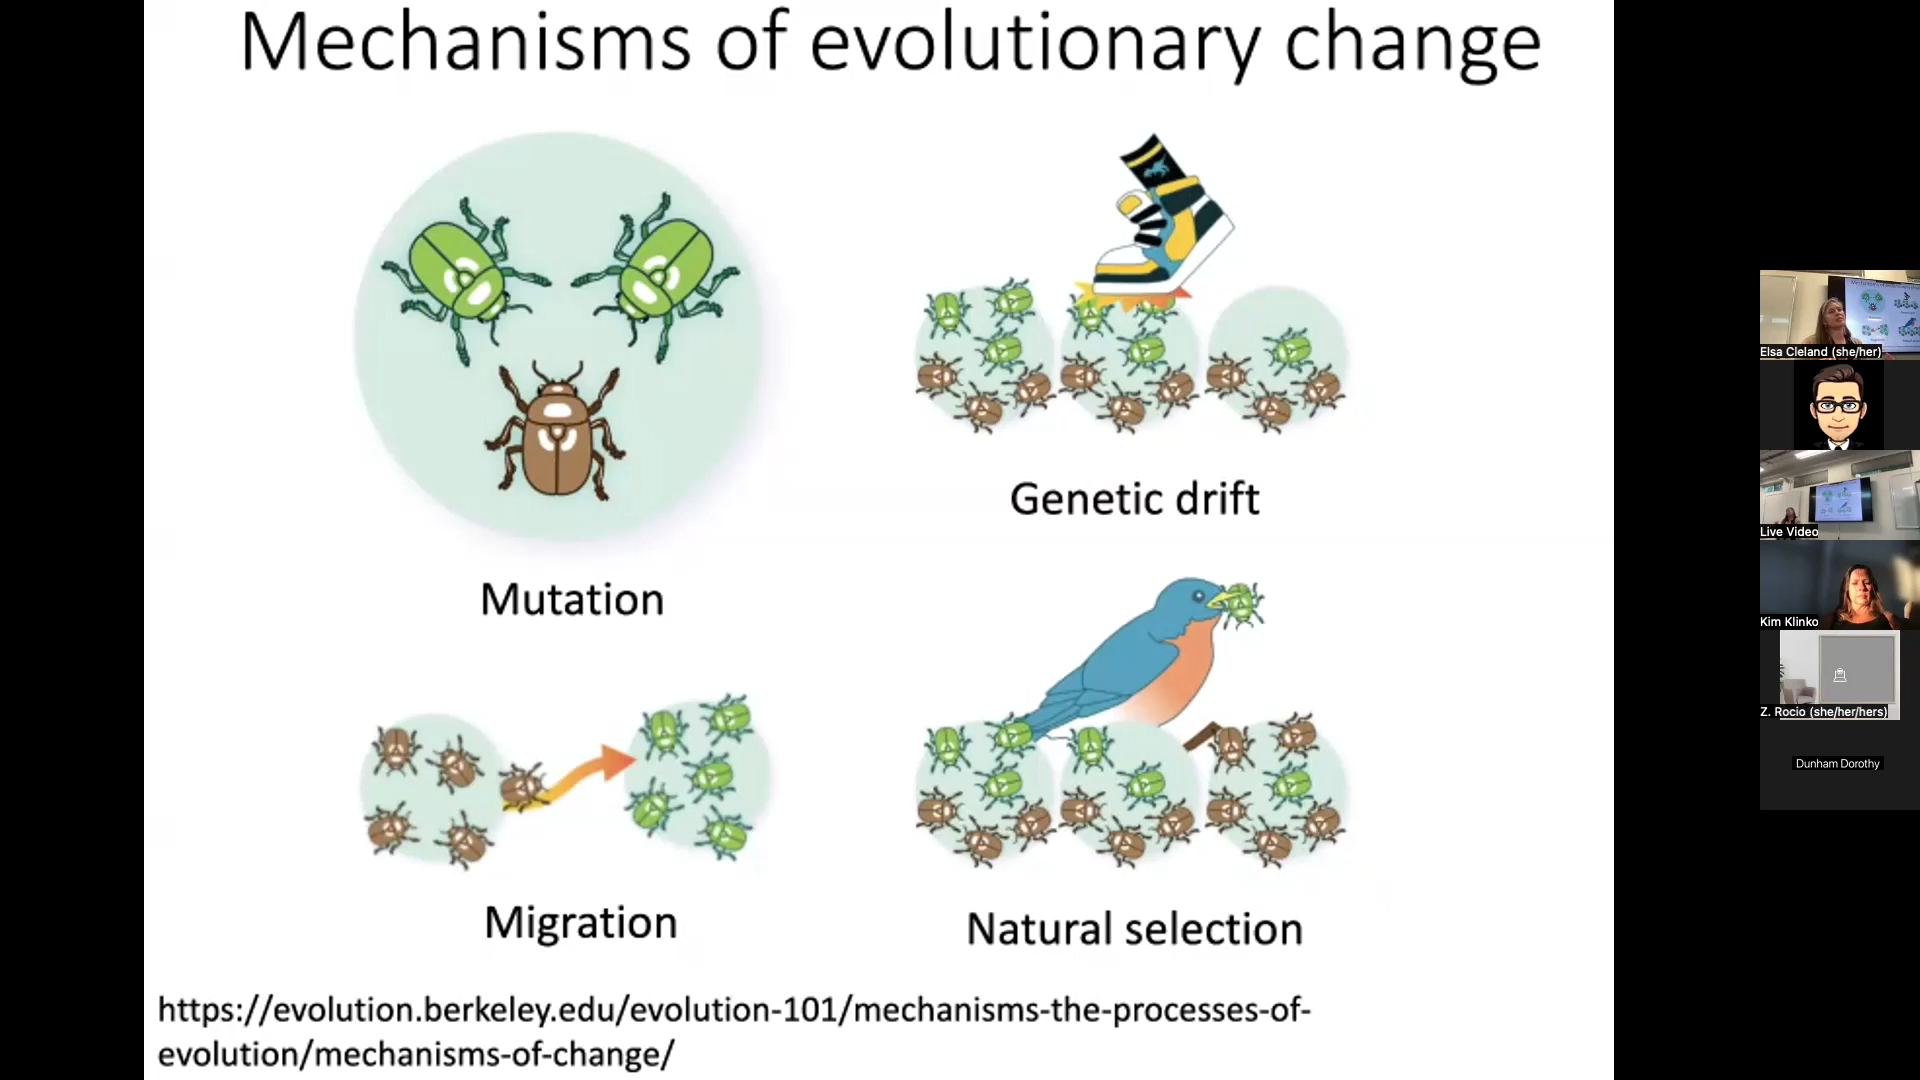 Mechanisms of evolutionary change
Mutation
Genetic drift
Migration
Natural selection
https://evolution.berkeley.edu/evolution-101/mechanisms-the-processes-of-
evolution/mechanisms-of-change/
Elsa Cleland (she/her)
Live Video
Kim Klinko
Z. Rocio (she/her/hers)
Dunham Dorothy